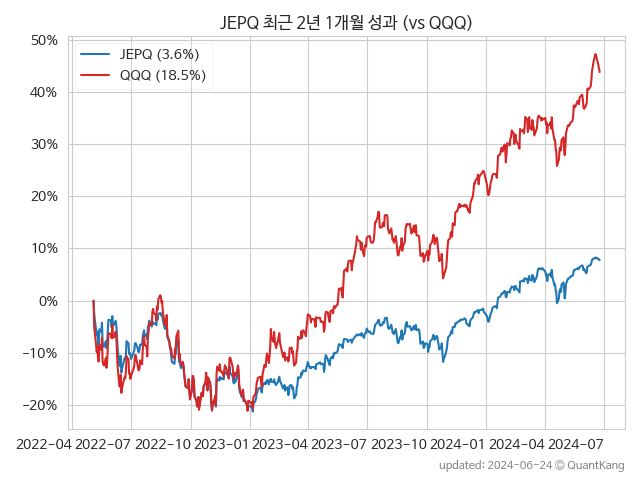 JEPQ 최근 2년 1개월 성과 (vs QQQ)
JEPQ (3.6%)
QQQ (18.5%)
50%
40%
30%
20%
10%
0%
−10%
−20%
2022-04 2022-07 2022-10 2023-01 2023-04 2023-07 2023-10 2024-01 2024-04 2024-07
updated: 2024-06-24 © QuantKang